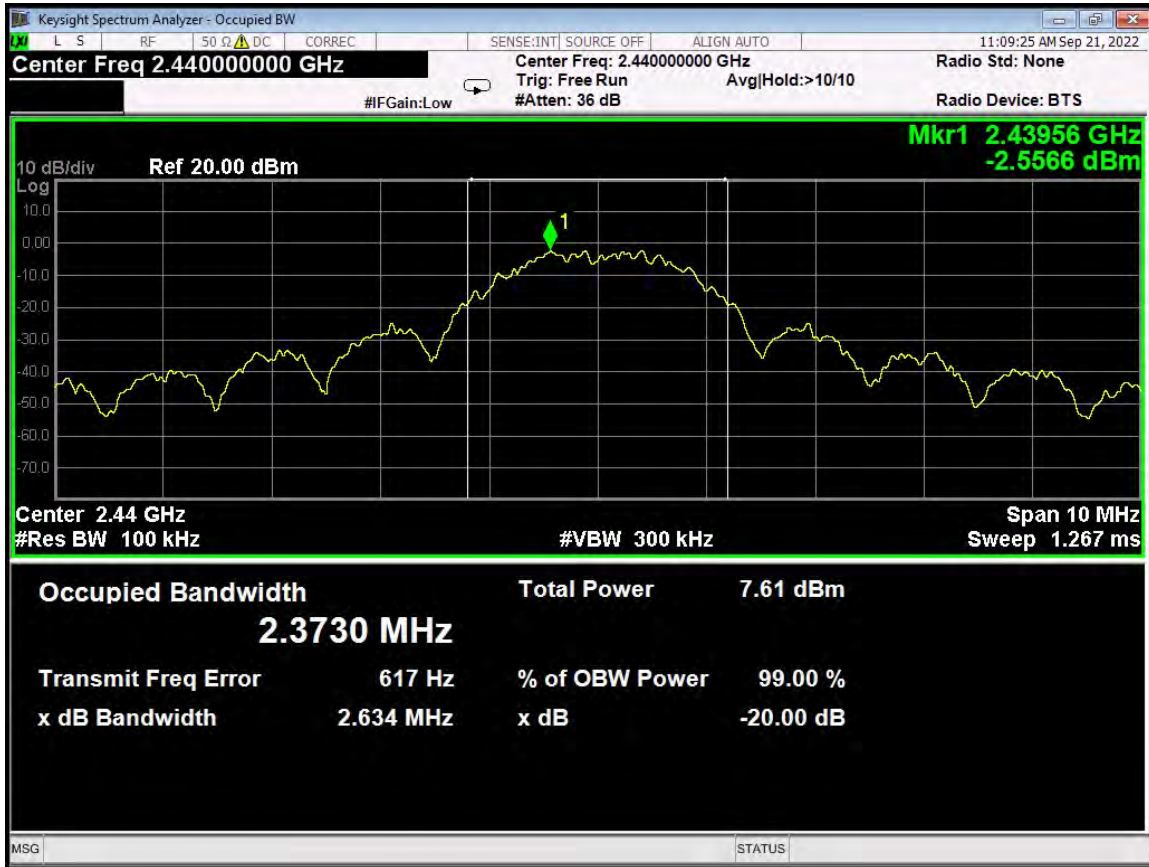 Keysight Spectrum Analyzer - Occupied BW
LXI L S RF 50 Ω DC CORREC SENSE:INT SOURCE OFF ALIGN AUTO 11:09:25 AM Sep 21, 2022
Center Freq 2.440000000 GHz
Center Freq: 2.440000000 GHz
Radio Std: None
Trig: Free Run
Avg|Hold:>10/10
#IFGain:Low
#Atten: 36 dB
Radio Device: BTS
Mkr1 2.43956 GHz
-2.5566 dBm
10 dB/div Ref 20.00 dBm
Log
10.0
1
0.00
-10.0
-20.0
-30.0
-40.0
-50.0
-60.0
-70.0
Center 2.44 GHz Span 10 MHz
#Res BW 100 kHz #VBW 300 kHz Sweep 1.267 ms
Occupied Bandwidth Total Power 7.61 dBm
2.3730 MHz
Transmit Freq Error 617 Hz % of OBW Power 99.00 %
x dB Bandwidth 2.634 MHz x dB -20.00 dB
MSG STATUS